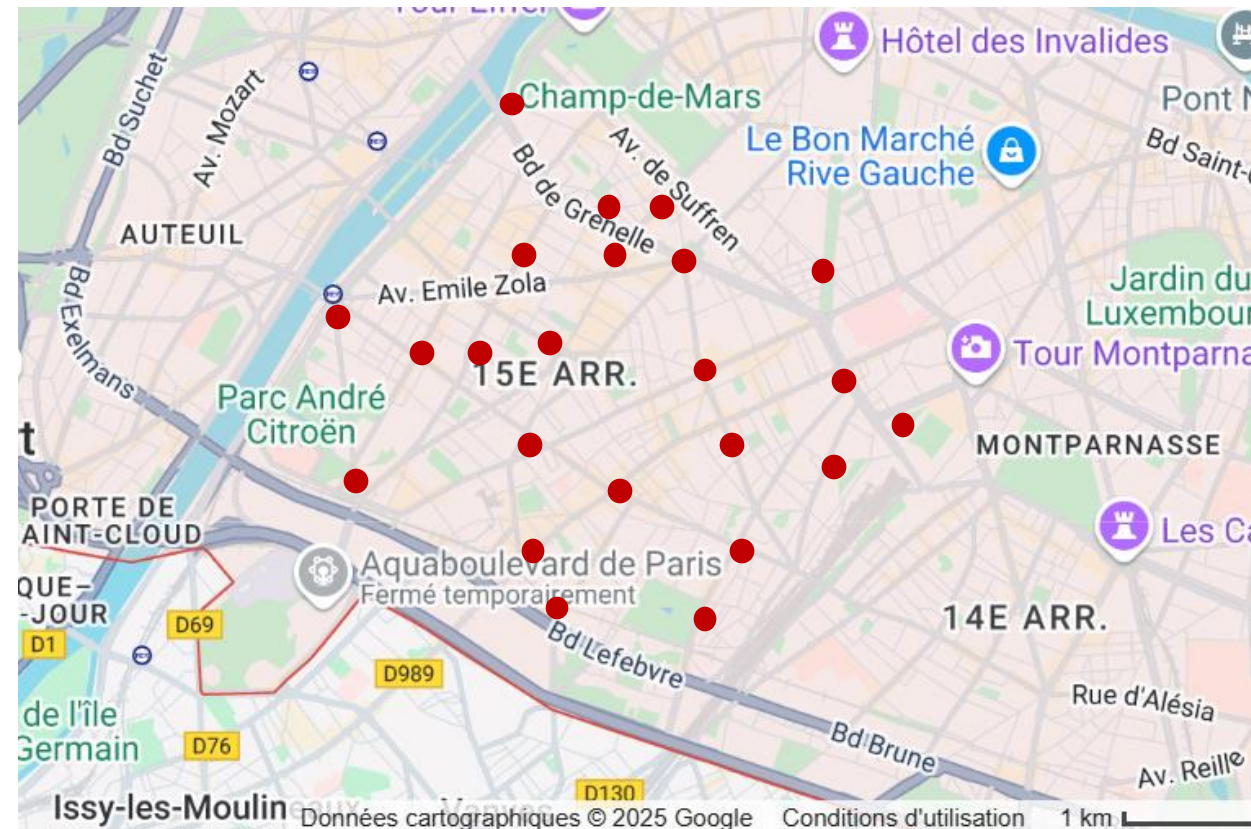 Tour Eiffel
Hôtel des Invalides
Bd Suchet
Av. Mozart
Champ-de-Mars
Pont N
Av. de Suffren
Le Bon Marché
Rive Gauche
Bd Saint-
Bd de Grenelle
AUTEUIL
Av. Emile Zola
Jardin du
Luxembour
Bd Exelmans
Tour Montparna
15E ARR.
Parc André
Citroën
t
MONTPARNASSE
PORTE DE
AINT-CLOUD
Les Ca
Aquaboulevard de Paris
Fermé temporairement
QUE-
-JOUR
D69
D1
14E ARR.
Bd Lefebvre
D989
Rue d'Alésia
de l'île
Germain
D76
Bd Brune
Av. Reille
D130
Issy-les-Moulineaux
Vanves
Données cartographiques © 2025 Google
Conditions d'utilisation
1 km